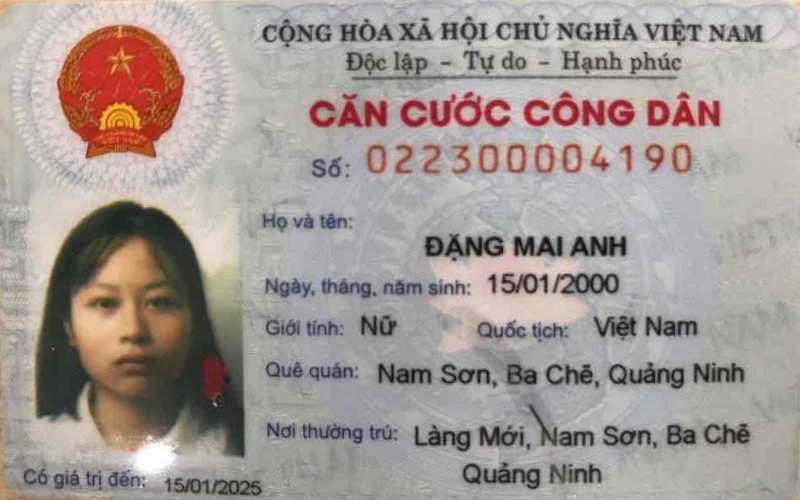 CỘNG HÒA XÃ HỘI CHỦ NGHĨA VIỆT NAM
Độc lập - Tự do - Hạnh phúc
CĂN CƯỚC CÔNG DÂN
Số: 022300004190
Họ và tên:
ĐẶNG MAI ANH
Ngày, tháng, năm sinh: 15/01/2000
Giới tính: Nữ Quốc tịch: Việt Nam
Quê quán: Nam Sơn, Ba Chẽ, Quảng Ninh
Nơi thường trú: Làng Mới, Nam Sơn, Ba Chẽ
Quảng Ninh
Có giá trị đến: 15/01/2025